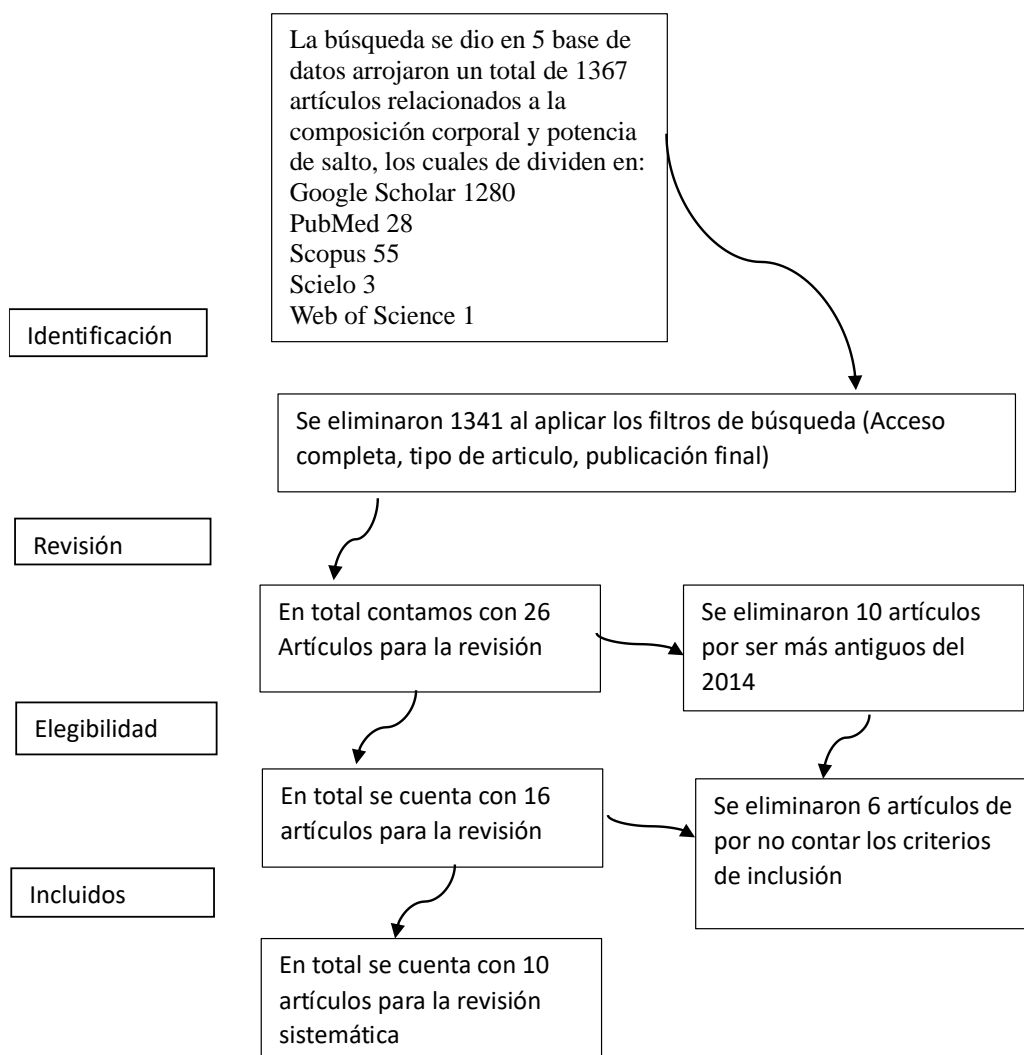 La búsqueda se dio en 5 base de
datos arrojaron un total de 1367
artículos relacionados a la
composición corporal y potencia
de salto, los cuales de dividen en:
Google Scholar 1280
PubMed 28
Scopus 55
Scielo 3
Web of Science 1
Identificación
Se eliminaron 1341 al aplicar los filtros de búsqueda (Acceso
completa, tipo de articulo, publicación final)
Revisión
En total contamos con 26
Artículos para la revisión
Se eliminaron 10 artículos
por ser más antiguos del
2014
Elegibilidad
En total se cuenta con 16
artículos para la revisión
Se eliminaron 6 artículos de
por no contar los criterios
de inclusión
Incluidos
En total se cuenta con 10
artículos para la revisión
sistemática